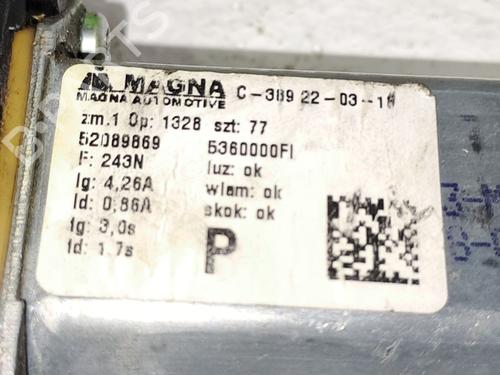 MAGNA C-389 22-03-18
MAGNA AUTOMOTIVE
zm.1 Op: 1328 szt: 77
52089869 5360000FI
F: 243N luz: ok
Ig: 4,26A wlam: ok
Id: 0,86A skok: ok
tg: 3,0s
td: 1.7s
P